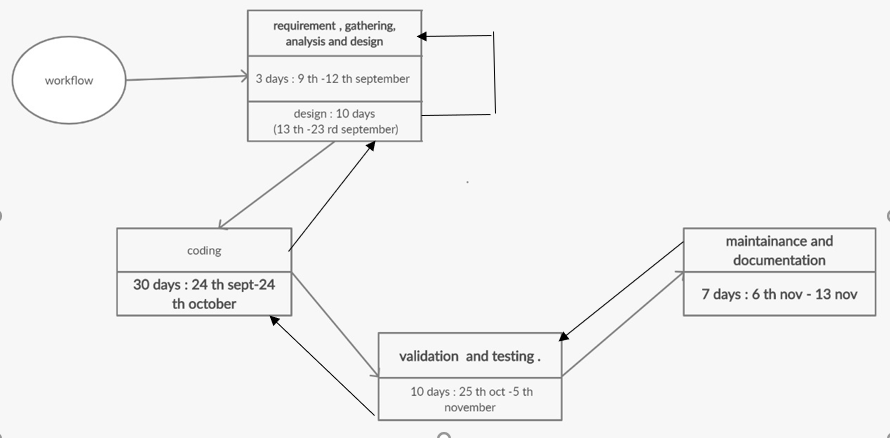 workflow
requirement , gathering,
analysis and design
3 days : 9 th -12 th september
design : 10 days
(13 th -23 rd september)
coding
30 days : 24 th sept-24
th october
validation and testing .
10 days : 25 th oct -5 th
november
maintainance and
documentation
7 days : 6 th nov - 13 nov